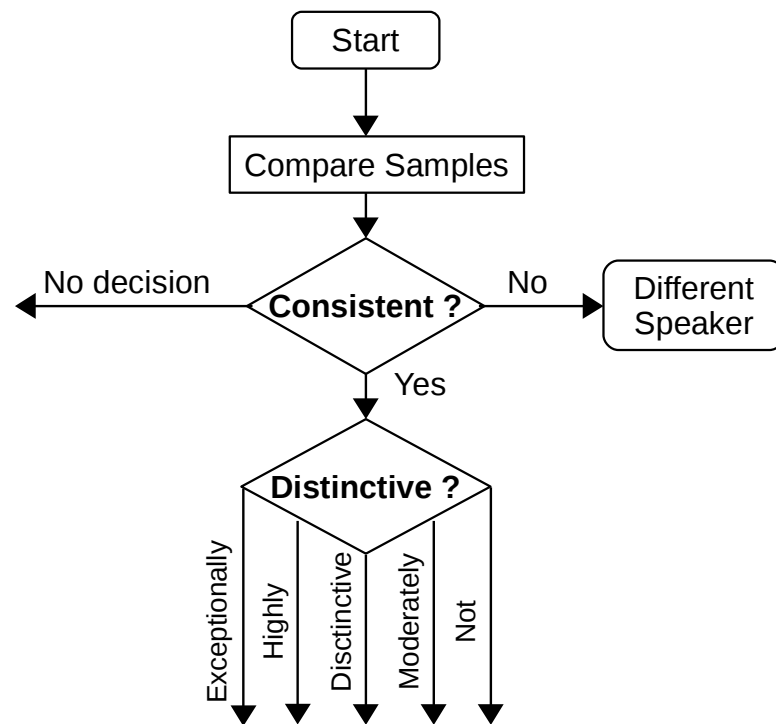 Start
Compare Samples
No decision
Consistent ?
No
Different
Speaker
Yes
Distinctive ?
Exceptionally
Highly
Disctinctive
Moderately
Not